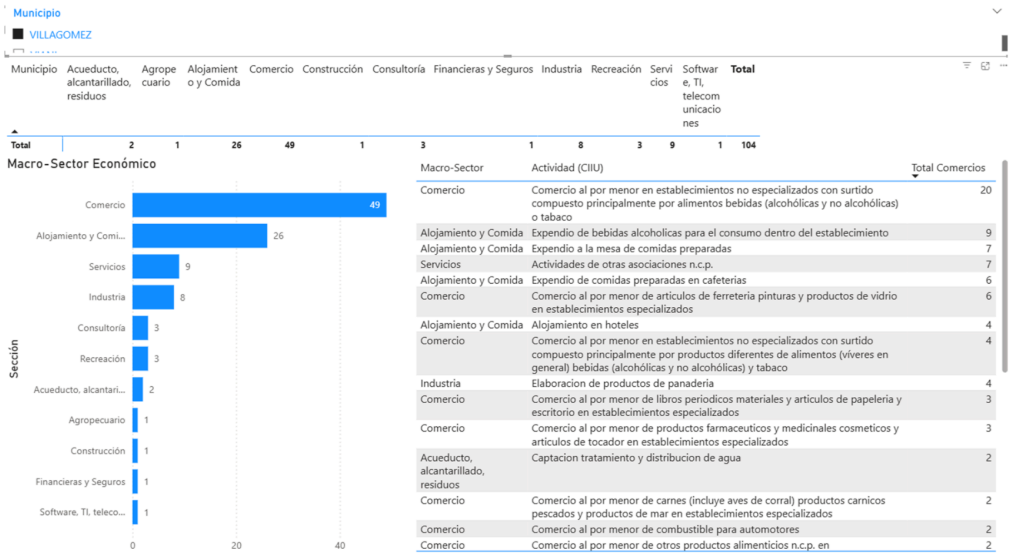 Municipio
VILLAGOMEZ
Municipio Acueducto, Agrope Alojamient Comercio Construcción Consultoría Financieras y Seguros Industria Recreación Servi Softwar Total
alcantarillado, cuario o y Comida cios e, TI,
residuos telecom
unicacio
nes
Total 2 1 26 49 1 3 1 8 3 9 1 104
Macro-Sector Económico
Sección
Comercio 49
Alojamiento y Comi... 26
Servicios 9
Industria 8
Consultoría 3
Recreación 3
Acueducto, alcantari... 2
Agropecuario 1
Construcción 1
Financieras y Seguros 1
Software, TI, teleco... 1
0 20 40
Macro-Sector Actividad (CIIU) Total Comercios
Comercio Comercio al por menor en establecimientos no especializados con surtido 20
compuesto principalmente por alimentos bebidas (alcohólicas y no alcohólicas)
o tabaco
Alojamiento y Comida Expendio de bebidas alcoholicas para el consumo dentro del establecimiento 9
Alojamiento y Comida Expendio a la mesa de comidas preparadas 7
Servicios Actividades de otras asociaciones n.c.p. 7
Alojamiento y Comida Expendio de comidas preparadas en cafeterias 6
Comercio Comercio al por menor de articulos de ferreteria pinturas y productos de vidrio 6
en establecimientos especializados
Alojamiento y Comida Alojamiento en hoteles 4
Comercio Comercio al por menor en establecimientos no especializados con surtido 4
compuesto principalmente por productos diferentes de alimentos (víveres en
general) bebidas (alcohólicas y no alcohólicas) y tabaco
Industria Elaboracion de productos de panaderia 4
Comercio Comercio al por menor de libros periodicos materiales y articulos de papeleria y 3
escritorio en establecimientos especializados
Comercio Comercio al por menor de productos farmaceuticos y medicinales cosmeticos y 3
articulos de tocador en establecimientos especializados
Acueducto, Captacion tratamiento y distribucion de agua 2
alcantarillado,
residuos
Comercio Comercio al por menor de carnes (incluye aves de corral) productos carnicos 2
pescados y productos de mar en establecimientos especializados
Comercio Comercio al por menor de combustible para automotores 2
Comercio Comercio al por menor de otros productos alimenticios n.c.p. en 2